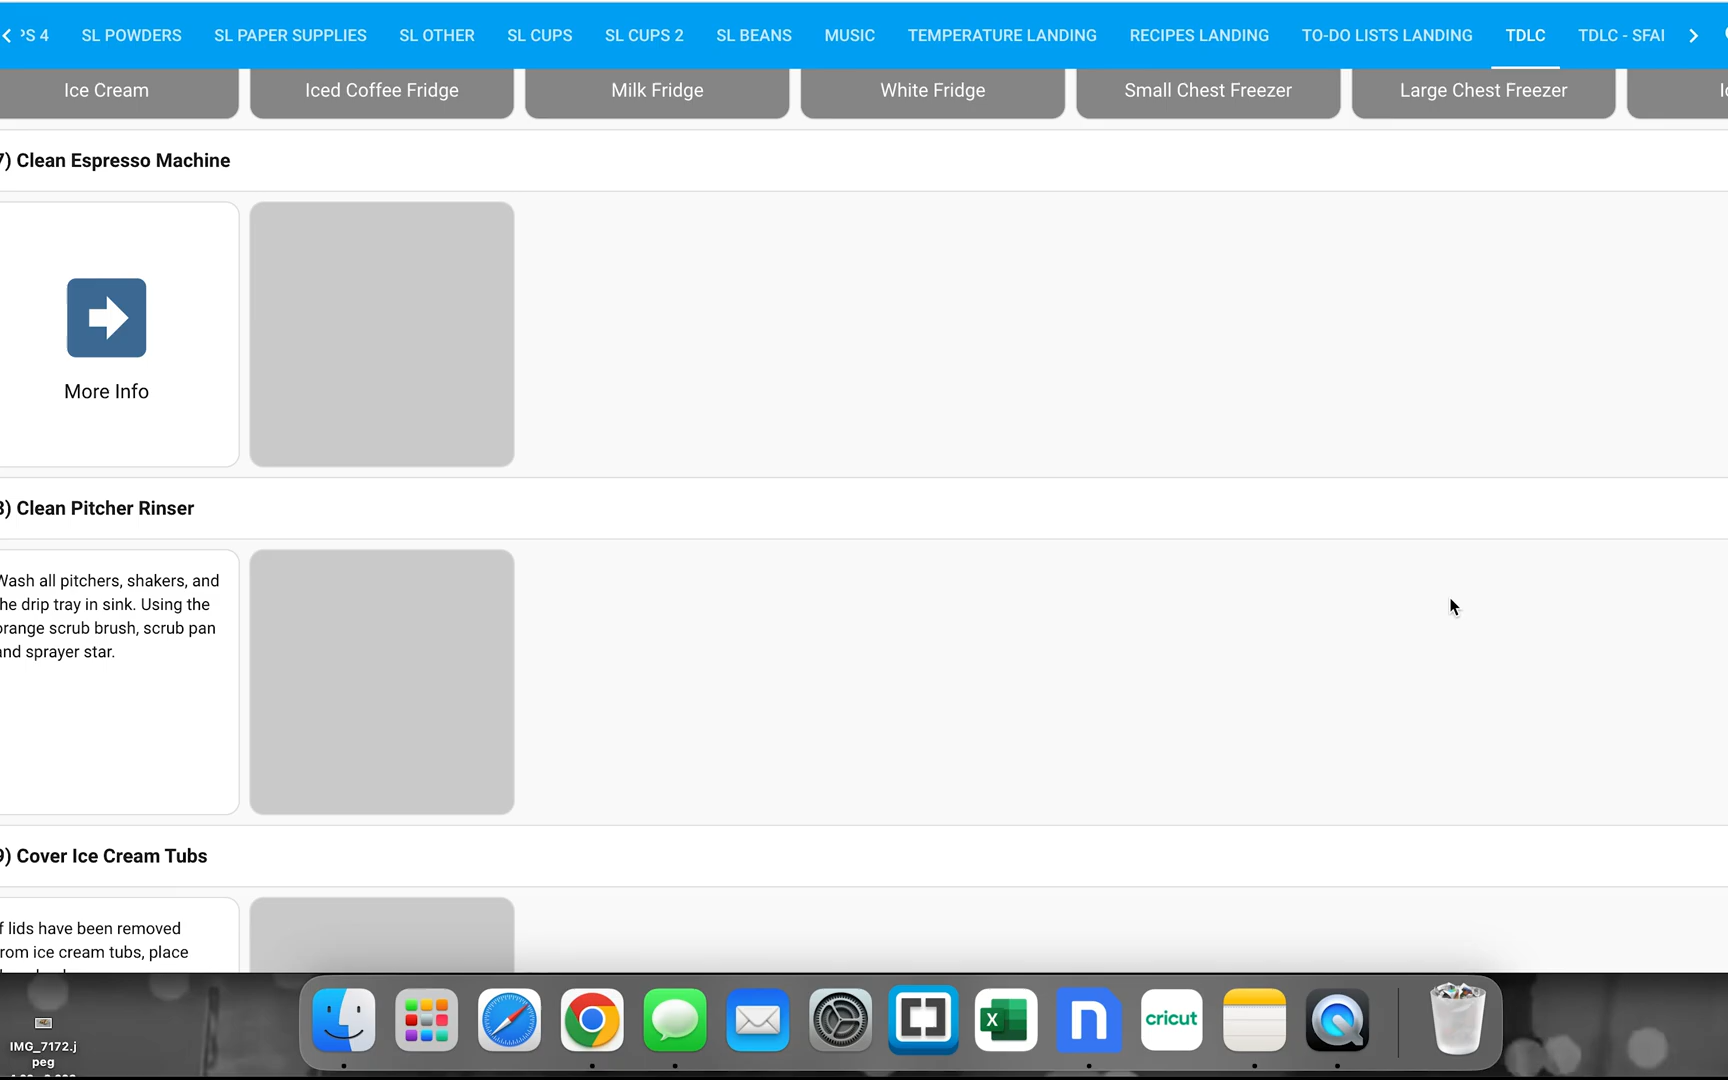 PS 4 SL POWDERS SL PAPER SUPPLIES SL OTHER SL CUPS SL CUPS 2 SL BEANS MUSIC TEMPERATURE LANDING RECIPES LANDING TO-DO LISTS LANDING TDLC TDLC - SFAI
Ice Cream Iced Coffee Fridge Milk Fridge White Fridge Small Chest Freezer Large Chest Freezer
7) Clean Espresso Machine
More Info
) Clean Pitcher Rinser
Wash all pitchers, shakers, and
he drip tray in sink. Using the
orange scrub brush, scrub pan
and sprayer star.
9) Cover Ice Cream Tubs
f lids have been removed
rom ice cream tubs, place
cricut
IMG_7172.j
peg